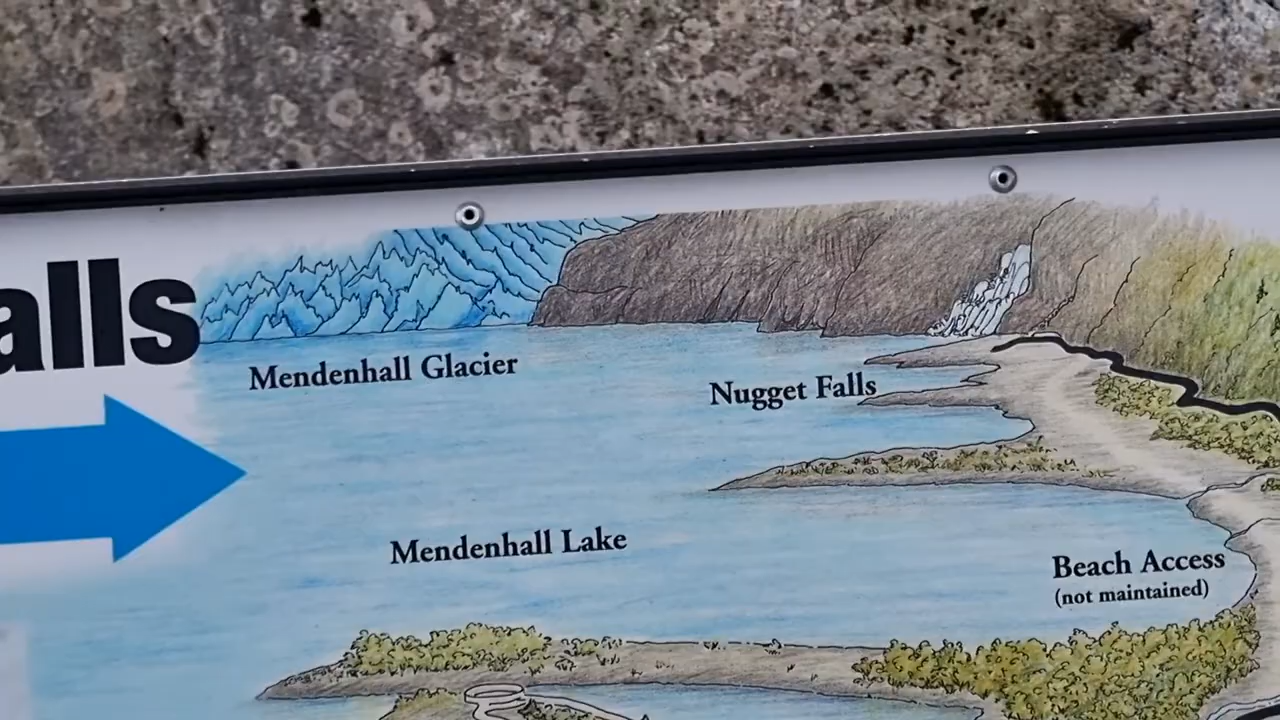 alls
Mendenhall Glacier
Nugget Falls
Mendenhall Lake
Beach Access
(not maintained)